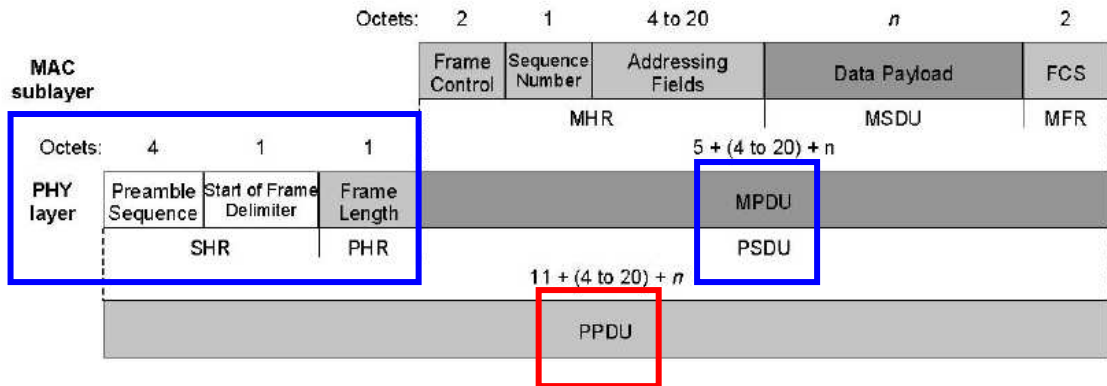 Octets: 2 1 4 to 20 n 2
MAC sublayer
Frame Control Sequence Number Addressing Fields Data Payload FCS
MHR MSDU MFR
Octets: 4 1 1 5 + (4 to 20) + n
PHY layer
Preamble Sequence Start of Frame Delimiter Frame Length MPDU
SHR PHR PSDU
11 + (4 to 20) + n
PPDU